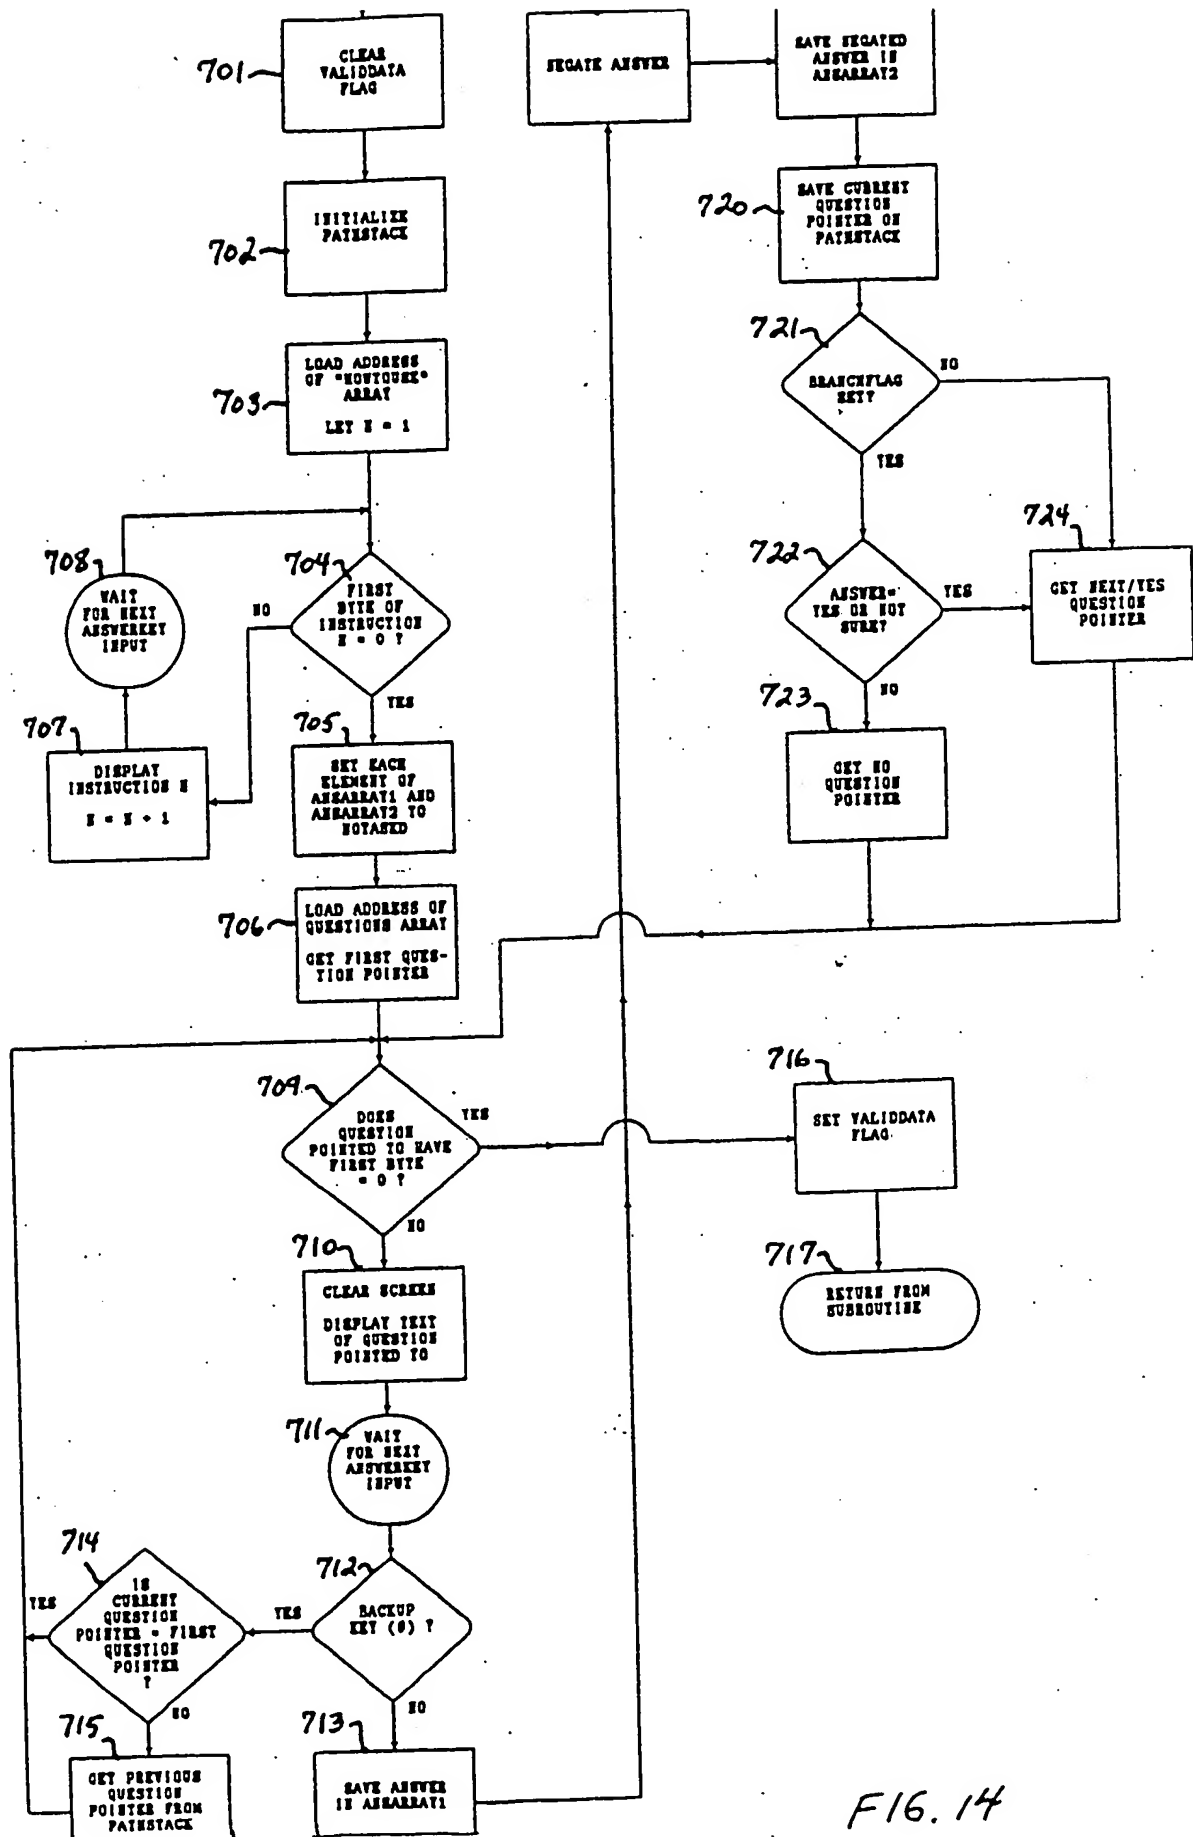 701
CLEAR
VALIDDATA
FLAG
702
INITIALIZE
PATHSTACK
703
LOAD ADDRESS
OF "HOWTOUSE"
ARRAY
LET N = 1
708
WAIT
FOR NEXT
ANSWERKEY
INPUT
704
FIRST
BYTE OF
INSTRUCTION
N = 0 ?
NO
YES
707
DISPLAY
INSTRUCTION N
N = N + 1
705
SET EACH
ELEMENT OF
ANSARRAY1 AND
ANSARRAY2 TO
NOTASKED
706
LOAD ADDRESS OF
QUESTIONS ARRAY
GET FIRST QUES-
TION POINTER
709
DOES
QUESTION
POINTED TO HAVE
FIRST BYTE
= 0 ?
YES
NO
710
CLEAR SCREEN
DISPLAY TEXT
OF QUESTION
POINTED TO
711
WAIT
FOR NEXT
ANSWERKEY
INPUT
712
BACKUP
KEY (#) ?
YES
NO
714
IS
CURRENT
QUESTION
POINTER = FIRST
QUESTION
POINTER
?
YES
NO
715
GET PREVIOUS
QUESTION
POINTER FROM
PATHSTACK
713
SAVE ANSWER
IN ANSARRAY1
NEGATE ANSWER
SAVE NEGATED
ANSWER IN
ANSARRAY2
720
SAVE CURRENT
QUESTION
POINTER ON
PATHSTACK
721
BRANCHFLAG
SET?
NO
YES
722
ANSWER=
YES OR NOT
SURE?
YES
NO
724
GET NEXT/YES
QUESTION
POINTER
723
GET NO
QUESTION
POINTER
716
SET VALIDDATA
FLAG
717
RETURN FROM
SUBROUTINE
FIG. 14